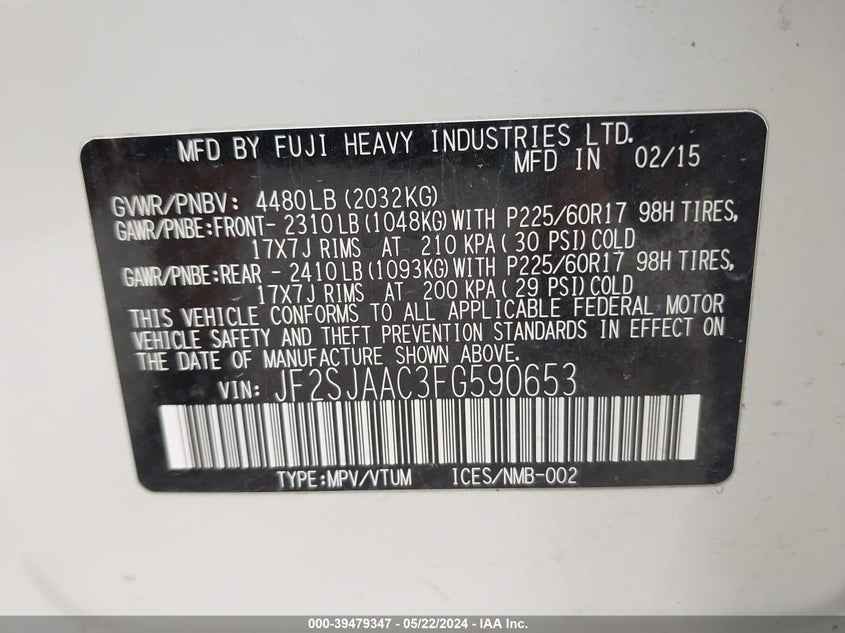 MFD BY FUJI HEAVY INDUSTRIES LTD.
MFD IN 02/15
GVWR/PNBV: 4480LB (2032KG)
GAWR/PNBE:FRONT- 2310LB (1048KG) WITH P225/60R17 98H TIRES,
17X7J RIMS AT 210 KPA ( 30 PSI) COLD
GAWR/PNBE:REAR - 2410LB (1093KG) WITH P225/60R17 98H TIRES,
17X7J RIMS AT 200 KPA ( 29 PSI) COLD
THIS VEHICLE CONFORMS TO ALL APPLICABLE FEDERAL MOTOR
VEHICLE SAFETY AND THEFT PREVENTION STANDARDS IN EFFECT ON
THE DATE OF MANUFACTURE SHOWN ABOVE.
VIN: JF2SJAAC3FG590653
TYPE:MPV/VTUM ICES/NMB-002
000-39479347 • 05/22/2024 • IAA Inc.